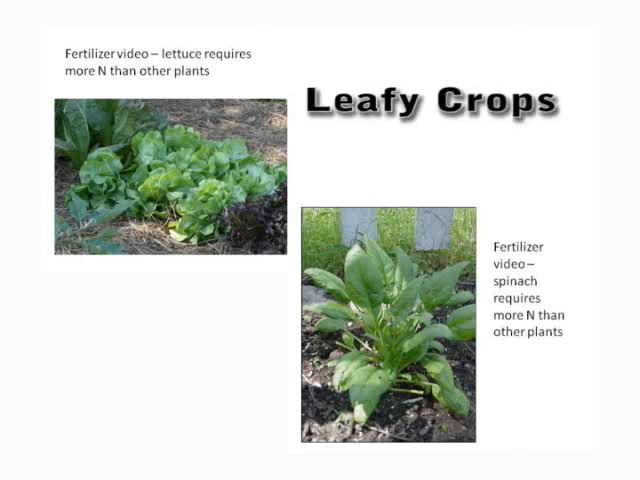 Fertilizer video – lettuce requires
more N than other plants
Leafy Crops
Fertilizer
video –
spinach
requires
more N than
other plants